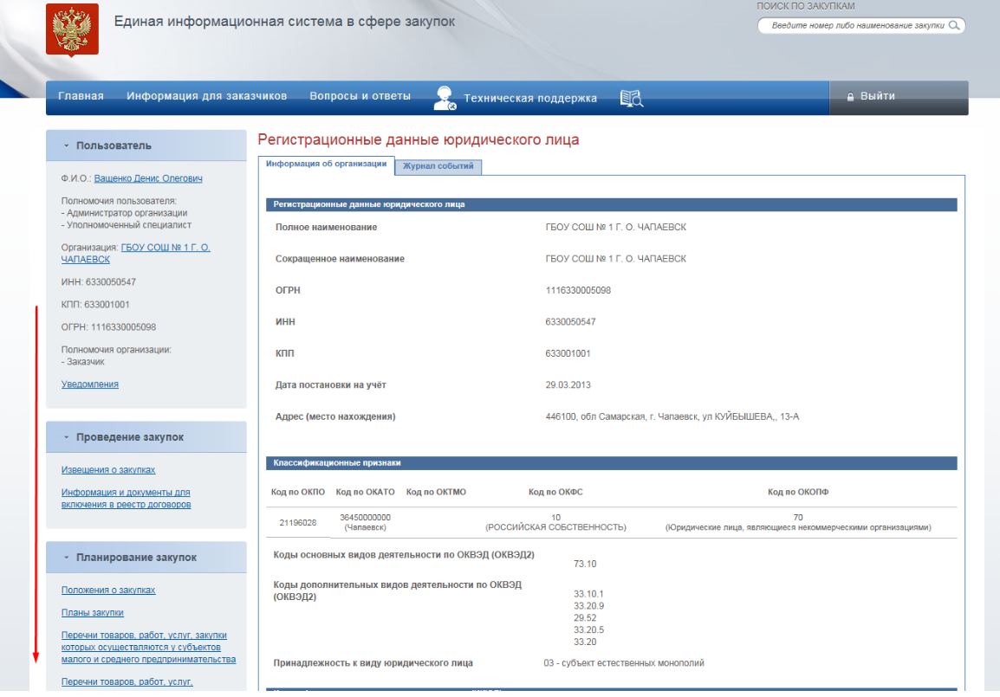 Единая информационная система в сфере закупок
ПОИСК ПО ЗАКУПКАМ
Введите номер либо наименование закупки
Главная
Информация для заказчиков
Вопросы и ответы
Техническая поддержка
Выйти
Пользователь
Ф.И.О.: Ващенко Денис Олегович
Полномочия пользователя:
- Администратор организации
- Уполномоченный специалист
Организация: ГБОУ СОШ № 1 Г. О.
ЧАПАЕВСК
ИНН: 6330050547
КПП: 633001001
ОГРН: 1116330005098
Полномочия организации:
- Заказчик
Уведомления
Проведение закупок
Извещения о закупках
Информация и документы для
включения в реестр договоров
Планирование закупок
Положения о закупках
Планы закупки
Перечни товаров, работ, услуг, закупки
которых осуществляются у субъектов
малого и среднего предпринимательства
Перечни товаров, работ, услуг,
Регистрационные данные юридического лица
Информация об организации
Журнал событий
Регистрационные данные юридического лица
Полное наименование ГБОУ СОШ № 1 Г. О. ЧАПАЕВСК
Сокращенное наименование ГБОУ СОШ № 1 Г. О. ЧАПАЕВСК
ОГРН 1116330005098
ИНН 6330050547
КПП 633001001
Дата постановки на учёт 29.03.2013
Адрес (место нахождения) 446100, обл Самарская, г. Чапаевск, ул КУЙБЫШЕВА,, 13-А
Классификационные признаки
Код по ОКПО Код по ОКАТО Код по ОКТМО Код по ОКФС Код по ОКОПФ
21196028 36450000000 10 70
(Чапаевск) (РОССИЙСКАЯ СОБСТВЕННОСТЬ) (Юридические лица, являющиеся некоммерческими организациями)
Коды основных видов деятельности по ОКВЭД (ОКВЭД2)
73.10
Коды дополнительных видов деятельности по ОКВЭД
(ОКВЭД2)
33.10.1
33.20.9
29.52
33.20.5
33.20
Принадлежность к виду юридического лица 03 - субъект естественных монополий